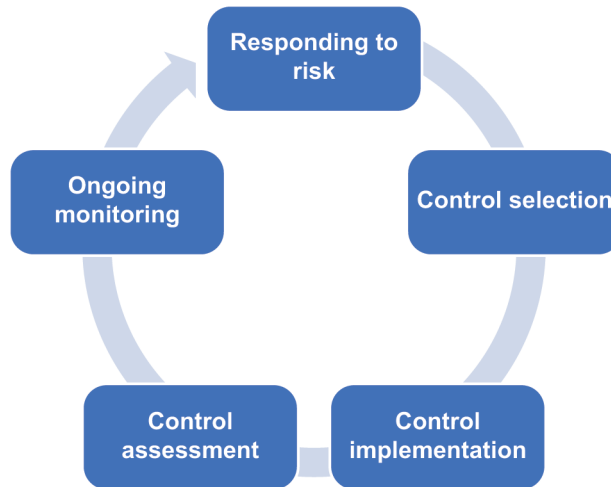 Responding to
risk
Control selection
Control
implementation
Control
assessment
Ongoing
monitoring